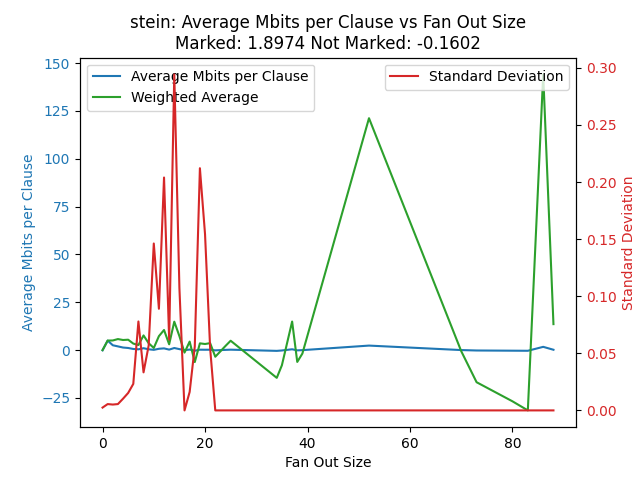 stein: Average Mbits per Clause vs Fan Out Size
Marked: 1.8974 Not Marked: -0.1602
Average Mbits per Clause
Weighted Average
Standard Deviation
150
125
100
75
50
25
0
−25
Average Mbits per Clause
0.30
0.25
0.20
0.15
0.10
0.05
0.00
Standard Deviation
0 20 40 60 80
Fan Out Size